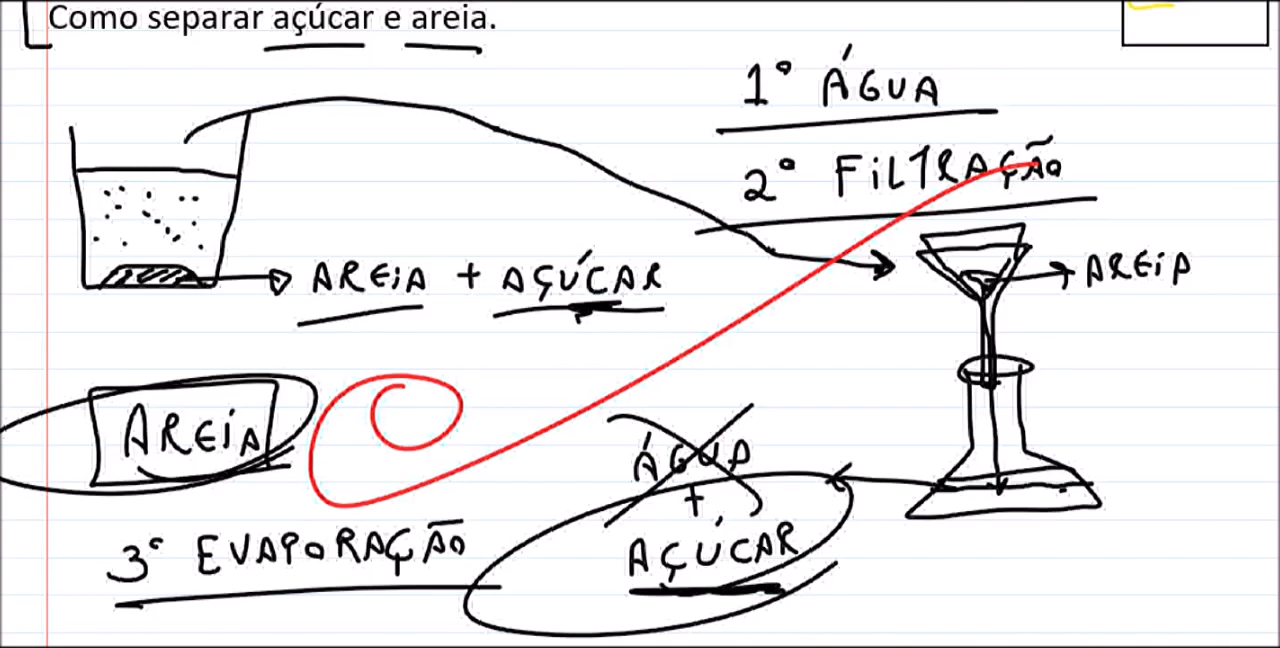 Como separar açúcar e areia.
1° ÁGUA
2° FILTRAÇÃO
AREIA + AÇÚCAR
AREIA
AREIA
ÁGUA
+
AÇÚCAR
3° EVAPORAÇÃO